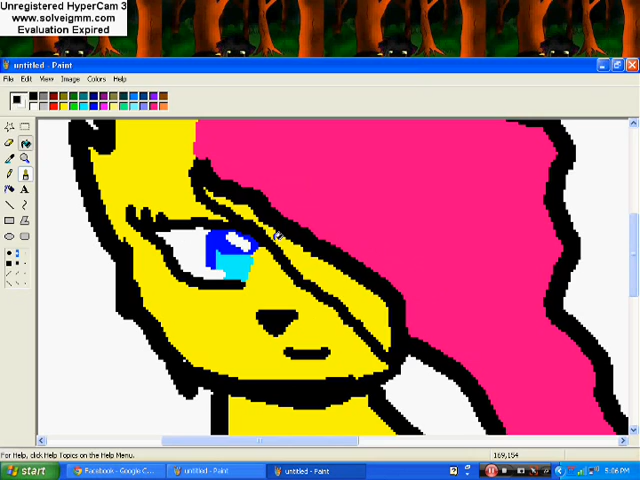 Unregistered HyperCam 3
www.solveigmm.com
Evaluation Expired
untitled - Paint
File Edit View Image Colors Help
A
For Help, click Help Topics on the Help Menu.
169,154
start
Facebook - Google C...
untitled - Paint
untitled - Paint
?
5:06 PM